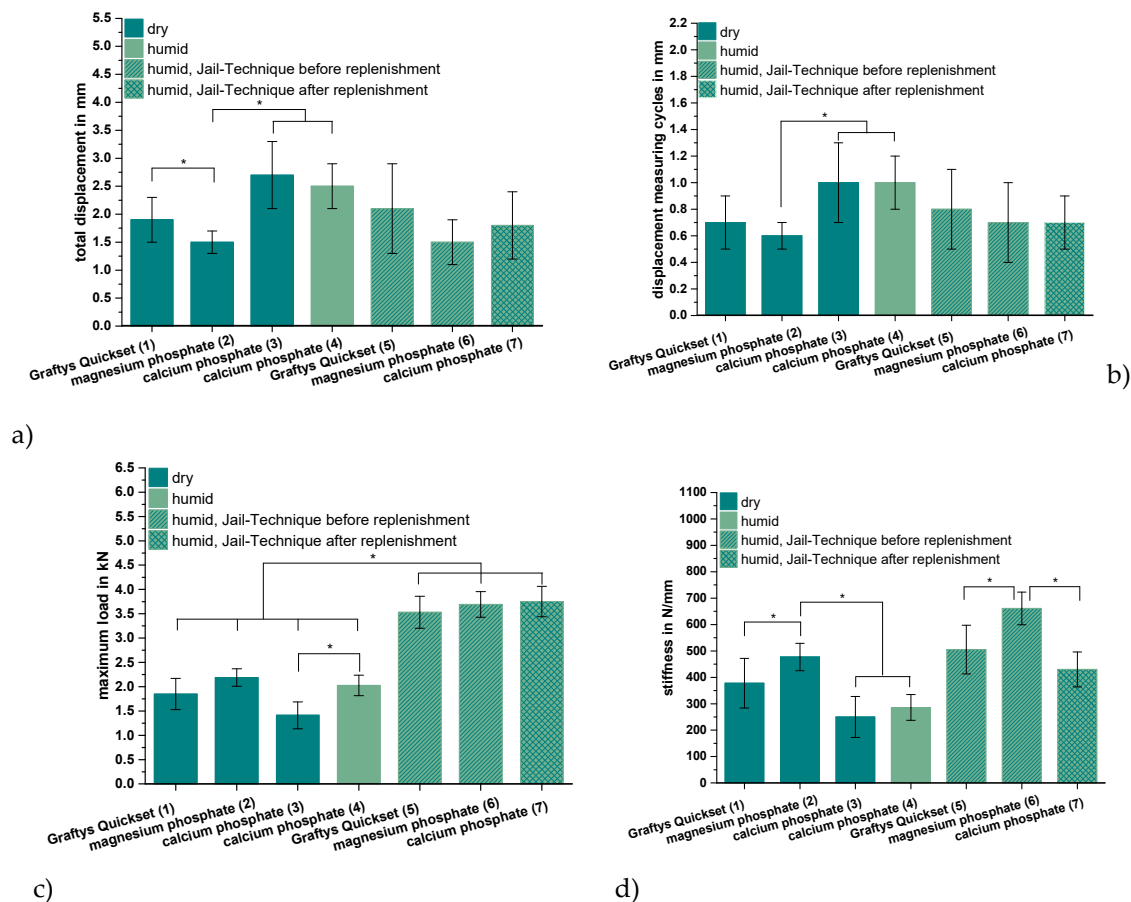 total displacement in mm
5.5
5.0
4.5
4.0
3.5
3.0
2.5
2.0
1.5
1.0
0.5
0.0
dry
humid
humid, Jail-Technique before replenishment
humid, Jail-Technique after replenishment
*
*
Graftys Quickset (1)
magnesium phosphate (2)
calcium phosphate (3)
calcium phosphate (4)
Graftys Quickset (5)
magnesium phosphate (6)
calcium phosphate (7)
a)
displacement measuring cycles in mm
2.2
2.0
1.8
1.6
1.4
1.2
1.0
0.8
0.6
0.4
0.2
0.0
dry
humid
humid, Jail-Technique before replenishment
humid, Jail-Technique after replenishment
*
Graftys Quickset (1)
magnesium phosphate (2)
calcium phosphate (3)
calcium phosphate (4)
Graftys Quickset (5)
magnesium phosphate (6)
calcium phosphate (7)
b)
maximum load in kN
6.5
6.0
5.5
5.0
4.5
4.0
3.5
3.0
2.5
2.0
1.5
1.0
0.5
0.0
dry
humid
humid, Jail-Technique before replenishment
humid, Jail-Technique after replenishment
*
*
Graftys Quickset (1)
magnesium phosphate (2)
calcium phosphate (3)
calcium phosphate (4)
Graftys Quickset (5)
magnesium phosphate (6)
calcium phosphate (7)
c)
stiffness in N/mm
1100
1000
900
800
700
600
500
400
300
200
100
0
dry
humid
humid, Jail-Technique before replenishment
humid, Jail-Technique after replenishment
*
*
*
*
Graftys Quickset (1)
magnesium phosphate (2)
calcium phosphate (3)
calcium phosphate (4)
Graftys Quickset (5)
magnesium phosphate (6)
calcium phosphate (7)
d)